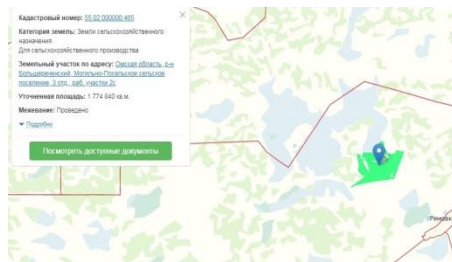 Кадастровый номер: 55:02:000000:465
Категория земель: Земли сельскохозяйственного
назначения
Для сельскохозяйственного производства
Земельный участок по адресу: Омская область, р-н
Большереченский, Могильно-Посельское сельское
поселение, 3 отд., раб. участки 2с
Уточненная площадь: 1 774 840 кв.м.
Межевание: Проведено
Подробно
Посмотреть доступные документы